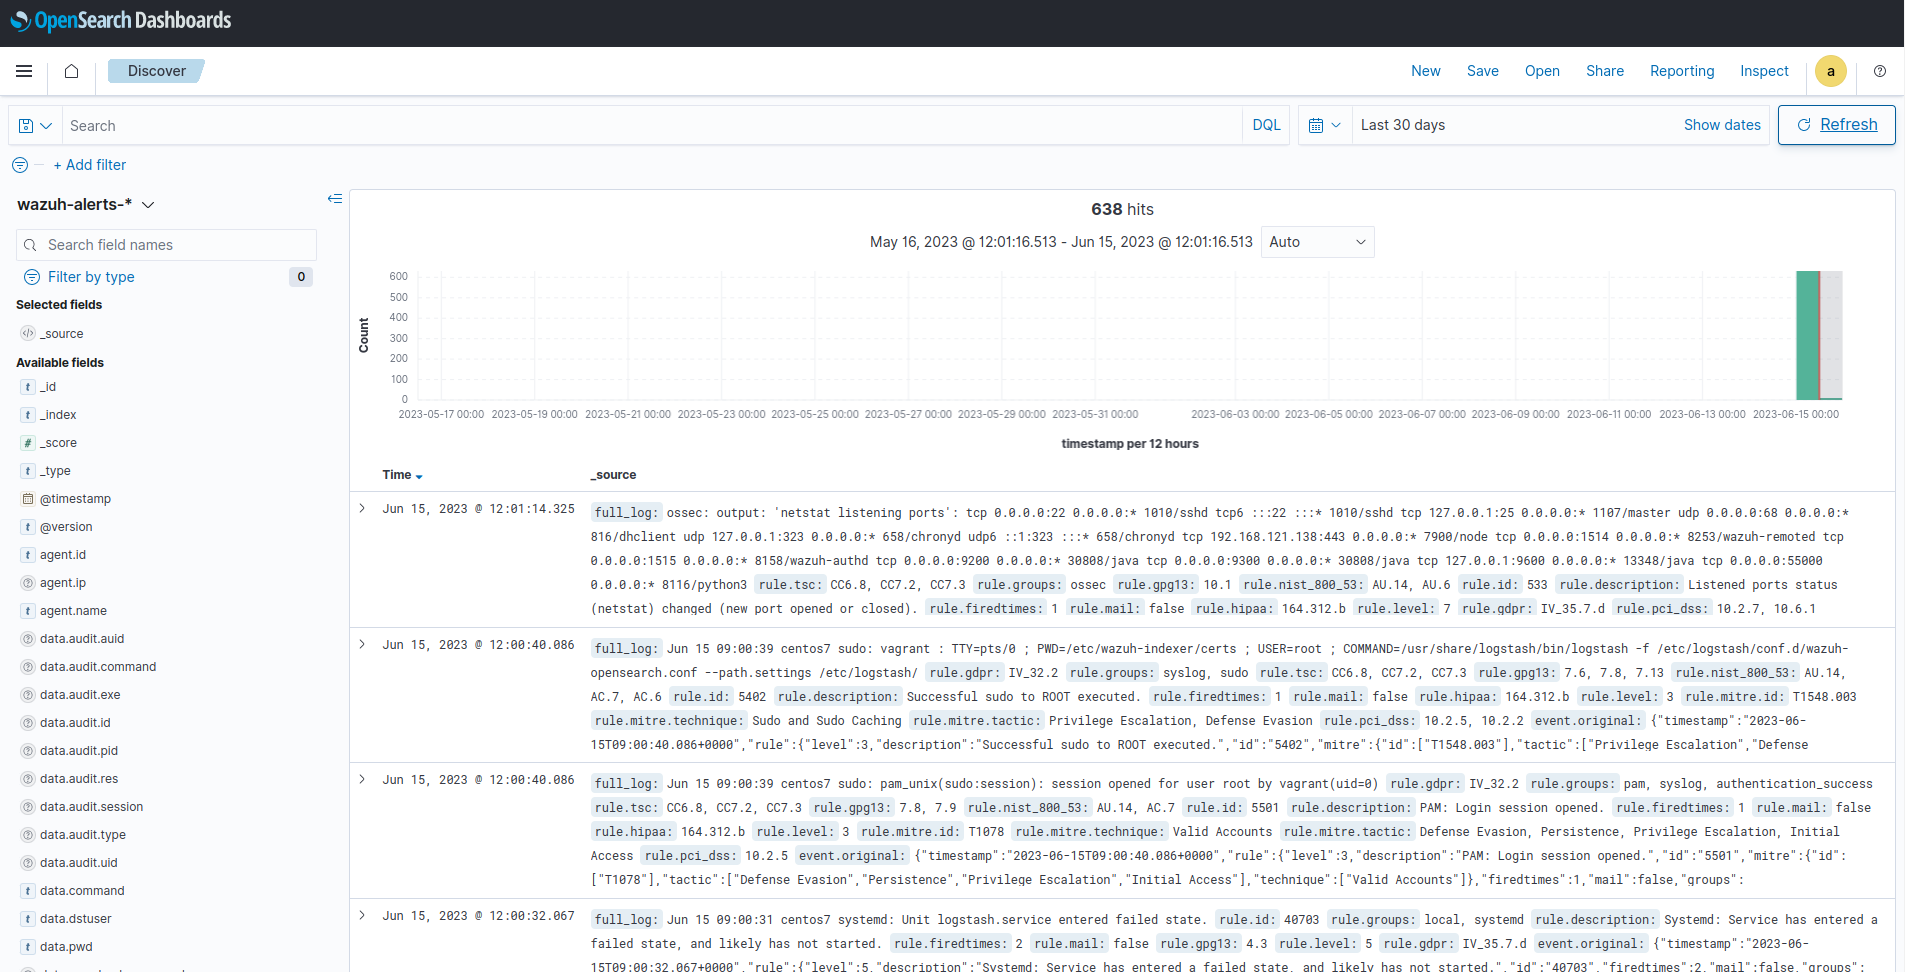 OpenSearch Dashboards
Discover
New Save Open Share Reporting Inspect a
Search DQL Last 30 days Show dates Refresh
+ Add filter
wazuh-alerts-*
Search field names
Filter by type 0
Selected fields
_source
Available fields
t _id
t _index
# _score
t _type
@timestamp
t @version
t agent.id
agent.ip
t agent.name
data.audit.auid
data.audit.command
data.audit.exe
data.audit.id
data.audit.pid
data.audit.res
data.audit.session
data.audit.type
data.audit.uid
t data.command
t data.dstuser
t data.pwd
638 hits
May 16, 2023 @ 12:01:16.513 - Jun 15, 2023 @ 12:01:16.513 Auto
Count
600
500
400
300
200
100
0
2023-05-17 00:00 2023-05-19 00:00 2023-05-21 00:00 2023-05-23 00:00 2023-05-25 00:00 2023-05-27 00:00 2023-05-29 00:00 2023-05-31 00:00 2023-06-03 00:00 2023-06-05 00:00 2023-06-07 00:00 2023-06-09 00:00 2023-06-11 00:00 2023-06-13 00:00 2023-06-15 00:00
timestamp per 12 hours
Time _source
Jun 15, 2023 @ 12:01:14.325 full_log: ossec: output: 'netstat listening ports': tcp 0.0.0.0:22 0.0.0.0:* 1010/sshd tcp6 :::22 :::* 1010/sshd tcp 127.0.0.1:25 0.0.0.0:* 1107/master udp 0.0.0.0:68 0.0.0.0:*
816/dhclient udp 127.0.0.1:323 0.0.0.0:* 658/chronyd udp6 ::1:323 :::* 658/chronyd tcp 192.168.121.138:443 0.0.0.0:* 7900/node tcp 0.0.0.0:1514 0.0.0.0:* 8253/wazuh-remoted tcp
0.0.0.0:1515 0.0.0.0:* 8158/wazuh-authd tcp 0.0.0.0:9200 0.0.0.0:* 30808/java tcp 0.0.0.0:9300 0.0.0.0:* 30808/java tcp 127.0.0.1:9600 0.0.0.0:* 13348/java tcp 0.0.0.0:55000
0.0.0.0:* 8116/python3 rule.tsc: CC6.8, CC7.2, CC7.3 rule.groups: ossec rule.gpg13: 10.1 rule.nist_800_53: AU.14, AU.6 rule.id: 533 rule.description: Listened ports status
(netstat) changed (new port opened or closed). rule.firedtimes: 1 rule.mail: false rule.hipaa: 164.312.b rule.level: 7 rule.gdpr: IV_35.7.d rule.pci_dss: 10.2.7, 10.6.1
Jun 15, 2023 @ 12:00:40.086 full_log: Jun 15 09:00:39 centos7 sudo: vagrant : TTY=pts/0 ; PWD=/etc/wazuh-indexer/certs ; USER=root ; COMMAND=/usr/share/logstash/bin/logstash -f /etc/logstash/conf.d/wazuh-
opensearch.conf --path.settings /etc/logstash/ rule.gdpr: IV_32.2 rule.groups: syslog, sudo rule.tsc: CC6.8, CC7.2, CC7.3 rule.gpg13: 7.6, 7.8, 7.13 rule.nist_800_53: AU.14,
AC.7, AC.6 rule.id: 5402 rule.description: Successful sudo to ROOT executed. rule.firedtimes: 1 rule.mail: false rule.hipaa: 164.312.b rule.level: 3 rule.mitre.id: T1548.003
rule.mitre.technique: Sudo and Sudo Caching rule.mitre.tactic: Privilege Escalation, Defense Evasion rule.pci_dss: 10.2.5, 10.2.2 event.original: {"timestamp":"2023-06-
15T09:00:40.086+0000","rule":{"level":3,"description":"Successful sudo to ROOT executed.","id":"5402","mitre":{"id":["T1548.003"],"tactic":["Privilege Escalation","Defense
Jun 15, 2023 @ 12:00:40.086 full_log: Jun 15 09:00:39 centos7 sudo: pam_unix(sudo:session): session opened for user root by vagrant(uid=0) rule.gdpr: IV_32.2 rule.groups: pam, syslog, authentication_success
rule.tsc: CC6.8, CC7.2, CC7.3 rule.gpg13: 7.8, 7.9 rule.nist_800_53: AU.14, AC.7 rule.id: 5501 rule.description: PAM: Login session opened. rule.firedtimes: 1 rule.mail: false
rule.hipaa: 164.312.b rule.level: 3 rule.mitre.id: T1078 rule.mitre.technique: Valid Accounts rule.mitre.tactic: Defense Evasion, Persistence, Privilege Escalation, Initial
Access rule.pci_dss: 10.2.5 event.original: {"timestamp":"2023-06-15T09:00:40.086+0000","rule":{"level":3,"description":"PAM: Login session opened.","id":"5501","mitre":{"id":
["T1078"],"tactic":["Defense Evasion","Persistence","Privilege Escalation","Initial Access"],"technique":["Valid Accounts"]},"firedtimes":1,"mail":false,"groups":
Jun 15, 2023 @ 12:00:32.067 full_log: Jun 15 09:00:31 centos7 systemd: Unit logstash.service entered failed state. rule.id: 40703 rule.groups: local, systemd rule.description: Systemd: Service has entered a
failed state, and likely has not started. rule.firedtimes: 2 rule.mail: false rule.gpg13: 4.3 rule.level: 5 rule.gdpr: IV_35.7.d event.original: {"timestamp":"2023-06-
15T09:00:32.067+0000","rule":{"level":5,"description":"Systemd: Service has entered a failed state, and likely has not started.","id":"40703","firedtimes":2,"mail":false,"groups":